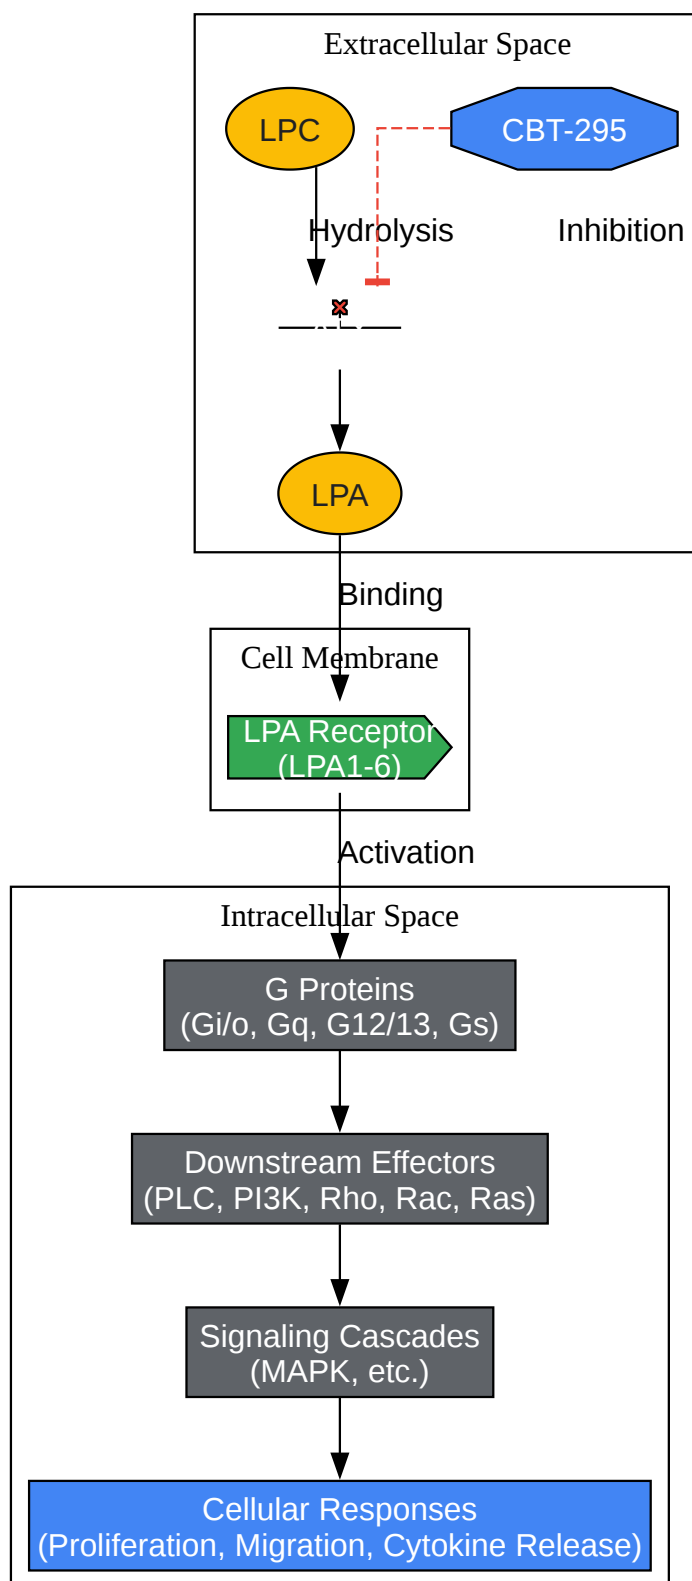 Extracellular Space
LPC
CBT-295
Hydrolysis
Inhibition
LPA
Binding
Cell Membrane
LPA Receptor
(LPA1-6)
Activation
Intracellular Space
G Proteins
(Gi/o, Gq, G12/13, Gs)
Downstream Effectors
(PLC, PI3K, Rho, Rac, Ras)
Signaling Cascades
(MAPK, etc.)
Cellular Responses
(Proliferation, Migration, Cytokine Release)